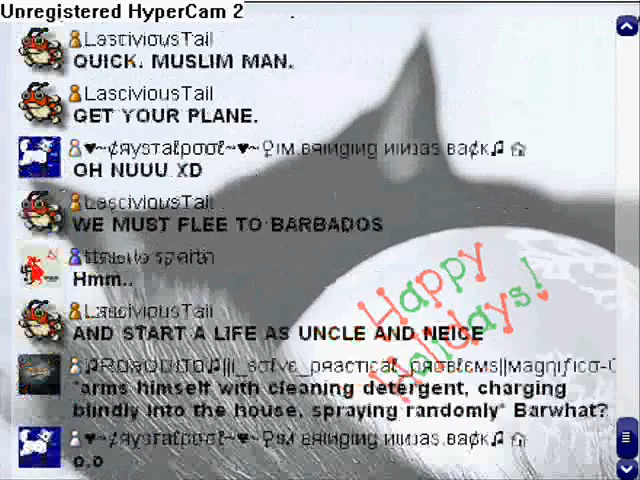 Unregistered HyperCam 2
LasciviousTail
QUICK. MUSLIM MAN.
LasciviousTail
GET YOUR PLANE.
OH NUUU XD
LasciviousTail
WE MUST FLEE TO BARBADOS
Hmm..
LasciviousTail
AND START A LIFE AS UNCLE AND NEICE
*arms himself with cleaning detergent, charging
blindly into the house, spraying randomly* Barwhat?
o.o
Happy
Holidays!